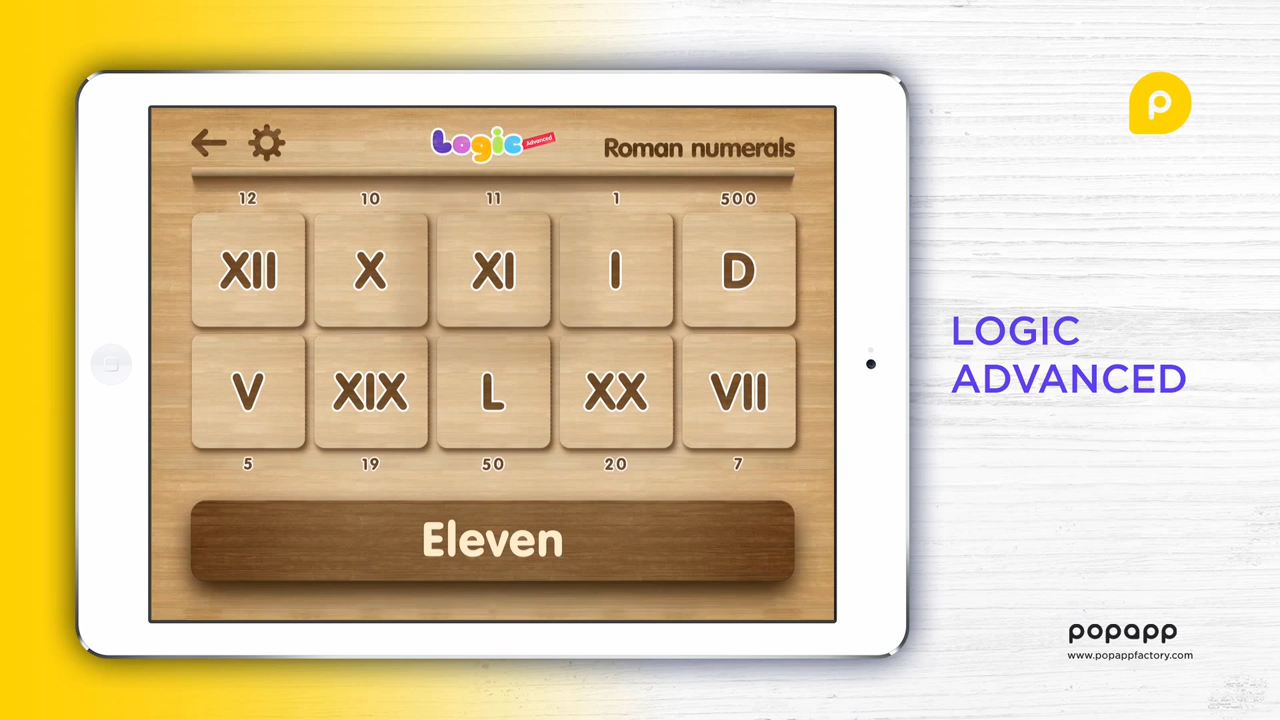 Logic Advanced
Roman numerals
12 10 11 1 500
XII X XI I D
V XIX L XX VII
5 19 50 20 7
Eleven
P
LOGIC
ADVANCED
popapp
www.popappfactory.com